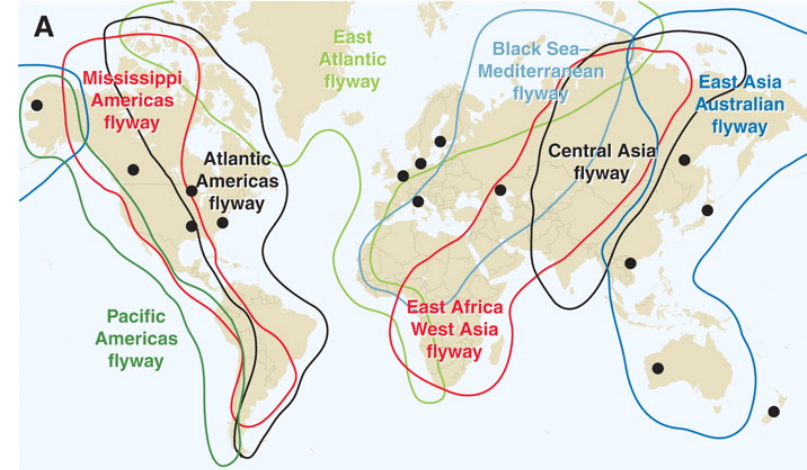 A
East
Atlantic
flyway
Black Sea–
Mediterranean
flyway
Mississippi
Americas
flyway
East Asia
Australian
flyway
Atlantic
Americas
flyway
Central Asia
flyway
Pacific
Americas
flyway
East Africa
West Asia
flyway